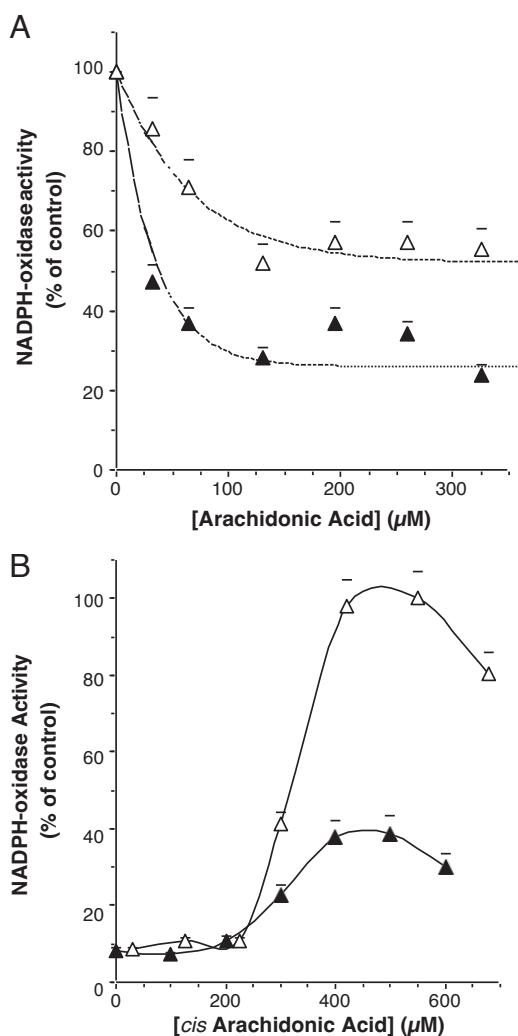 A
NADPH-oxidaseactivity
(% of control)
100
80
60
40
20
0
0 100 200 300
[Arachidonic Acid] (µM)
B
NADPH-oxidase Activity
(% of control)
100
80
60
40
20
0
0 200 400 600
[cis Arachidonic Acid] (µM)